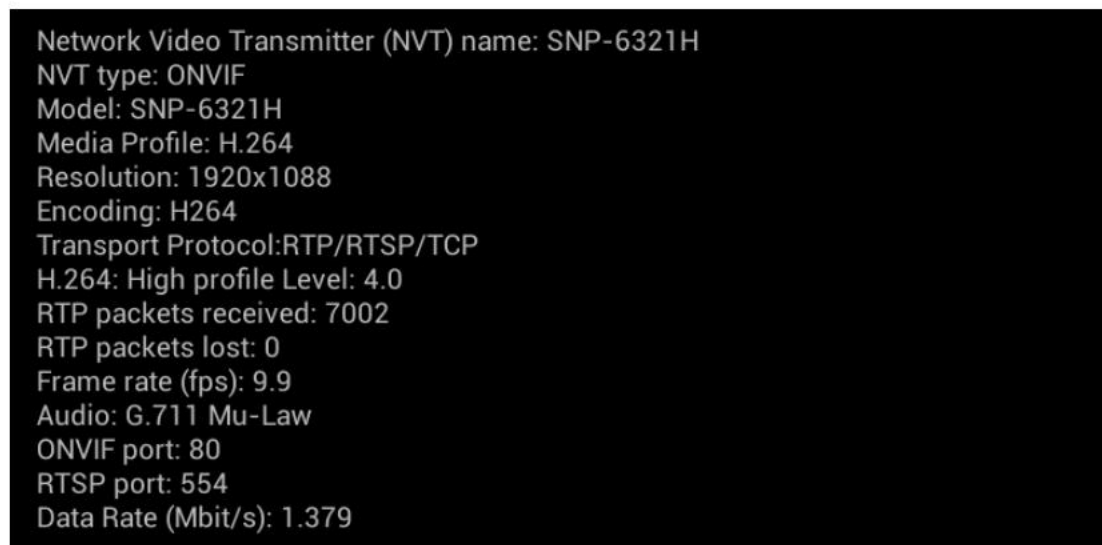 Network Video Transmitter (NVT) name: SNP-6321H
NVT type: ONVIF
Model: SNP-6321H
Media Profile: H.264
Resolution: 1920x1088
Encoding: H264
Transport Protocol:RTP/RTSP/TCP
H.264: High profile Level: 4.0
RTP packets received: 7002
RTP packets lost: 0
Frame rate (fps): 9.9
Audio: G.711 Mu-Law
ONVIF port: 80
RTSP port: 554
Data Rate (Mbit/s): 1.379